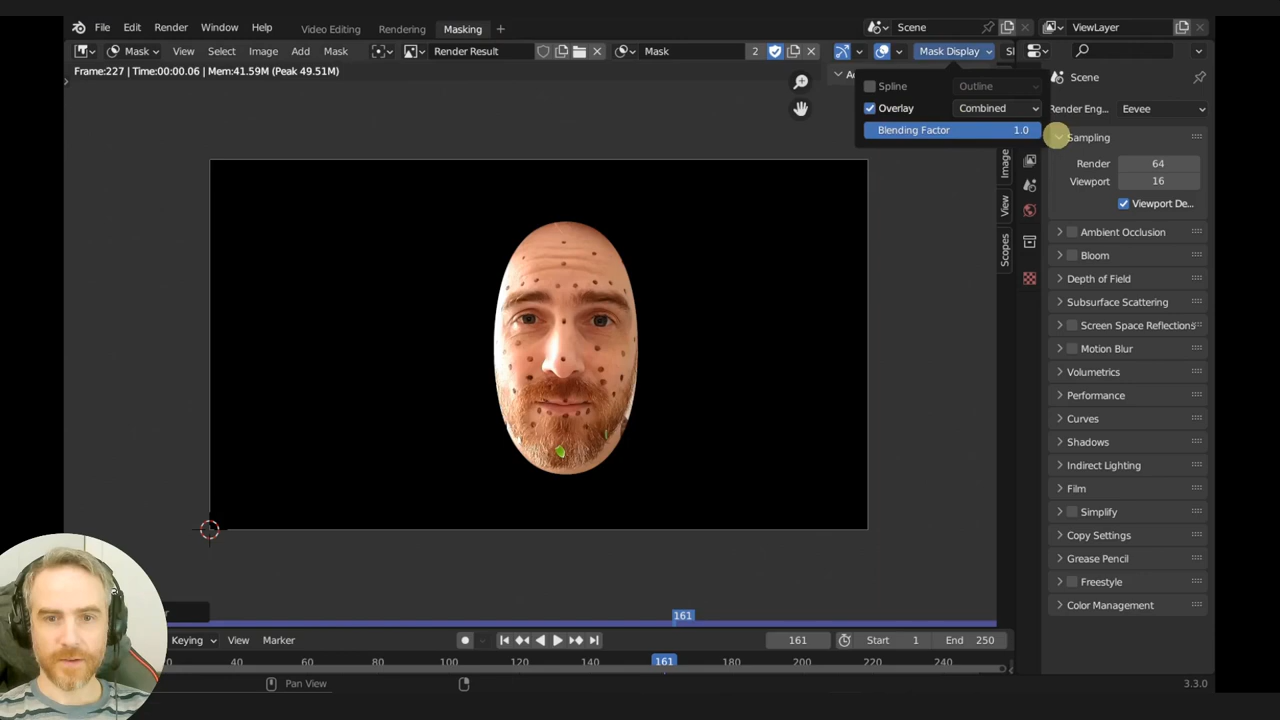 File Edit Render Window Help Video Editing Rendering Masking Scene ViewLayer
Mask View Select Image Add Mask Render Result Mask 2 Mask Display
Frame:227 | Time:00:00.06 | Mem:41.59M (Peak 49.51M)
Spline Outline
Overlay Combined
Blending Factor 1.0
Image
View
Scopes
Scene
Render Eng... Eevee
Sampling
Render 64
Viewport 16
Viewport De...
Ambient Occlusion
Bloom
Depth of Field
Subsurface Scattering
Screen Space Reflections
Motion Blur
Volumetrics
Performance
Curves
Shadows
Indirect Lighting
Film
Simplify
Copy Settings
Grease Pencil
Freestyle
Color Management
161
Keying View Marker 161 Start 1 End 250
20 40 60 80 100 120 140 161 180 200 220 240
Pan View 3.3.0